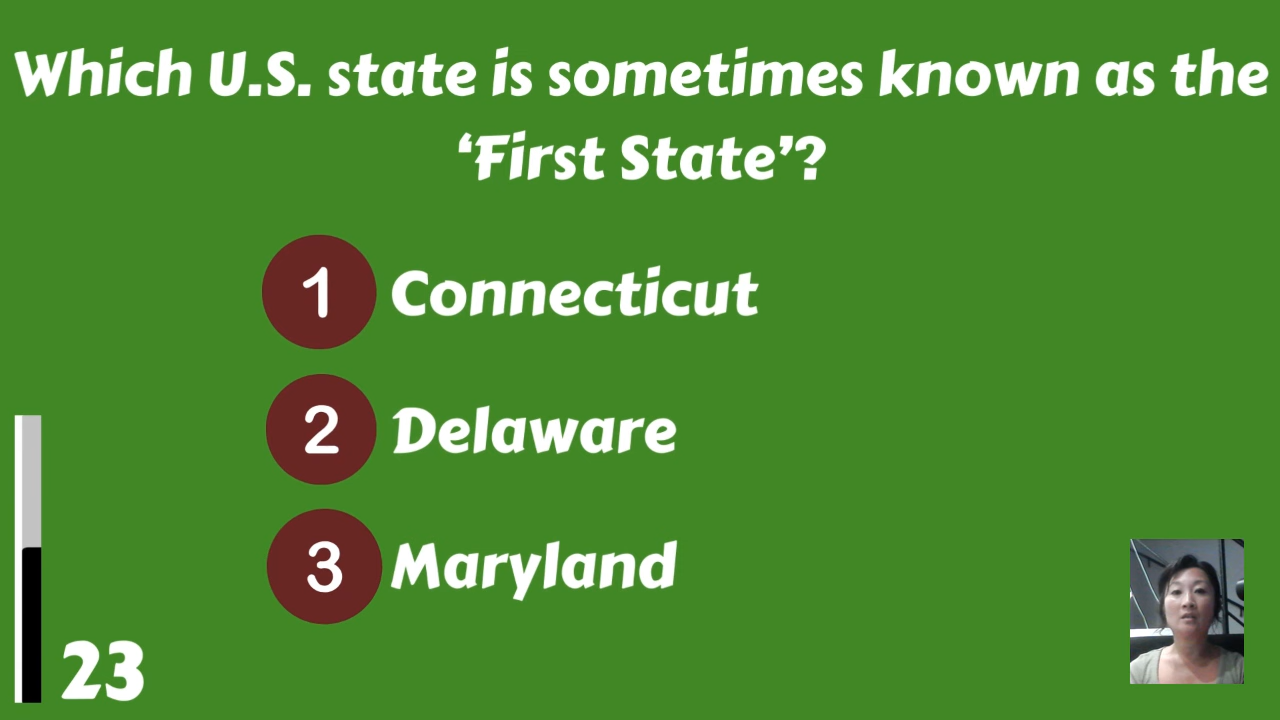 Which U.S. state is sometimes known as the
‘First State’?
1 Connecticut
2 Delaware
3 Maryland
23